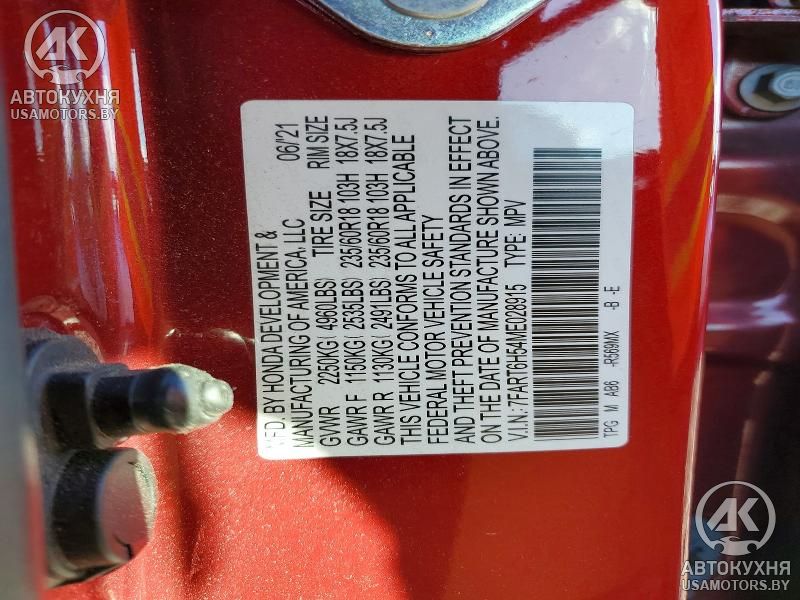 AK
АВТОКУХНЯ
USAMOTORS.BY
MFD. BY HONDA DEVELOPMENT &
MANUFACTURING OF AMERICA, LLC 06/'21
GVWR 2250KG( 4960LBS) TIRE SIZE RIM SIZE
GAWR F 1150KG( 2535LBS) 235/60R18 103H 18X7.5J
GAWR R 1130KG( 2491LBS) 235/60R18 103H 18X7.5J
THIS VEHICLE CONFORMS TO ALL APPLICABLE
FEDERAL MOTOR VEHICLE SAFETY
AND THEFT PREVENTION STANDARDS IN EFFECT
ON THE DATE OF MANUFACTURE SHOWN ABOVE.
V.I.N.: 7FART6H54ME028915 TYPE: MPV
TPG M AB6 -R569MX -B -E
AK
АВТОКУХНЯ
USAMOTORS.BY